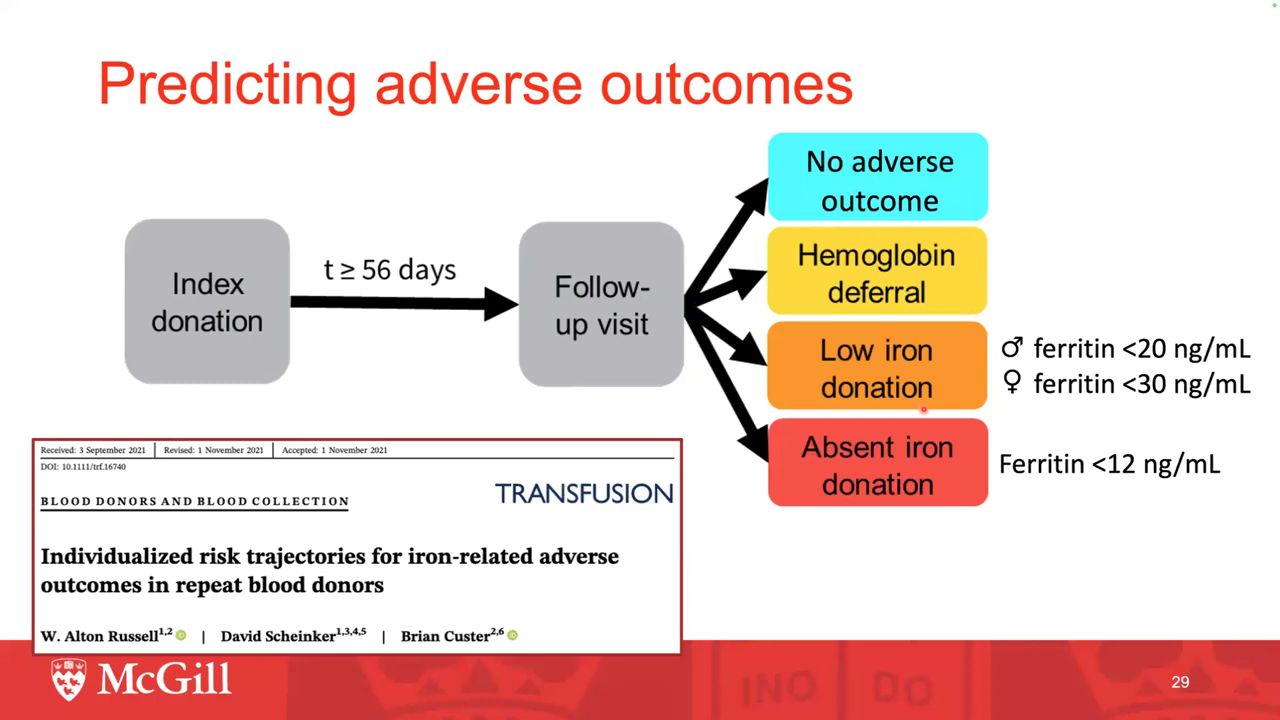 Predicting adverse outcomes
Index
donation
t ≥ 56 days
Follow-
up visit
No adverse
outcome
Hemoglobin
deferral
Low iron
donation
♂ ferritin <20 ng/mL
♀ ferritin <30 ng/mL
Absent iron
donation
Ferritin <12 ng/mL
Received: 3 September 2021 | Revised: 1 November 2021 | Accepted: 1 November 2021
DOI: 10.1111/trf.16740
BLOOD DONORS AND BLOOD COLLECTION
TRANSFUSION
Individualized risk trajectories for iron-related adverse
outcomes in repeat blood donors
W. Alton Russell1,2 | David Scheinker1,3,4,5 | Brian Custer2,6
McGill
INO DO
29